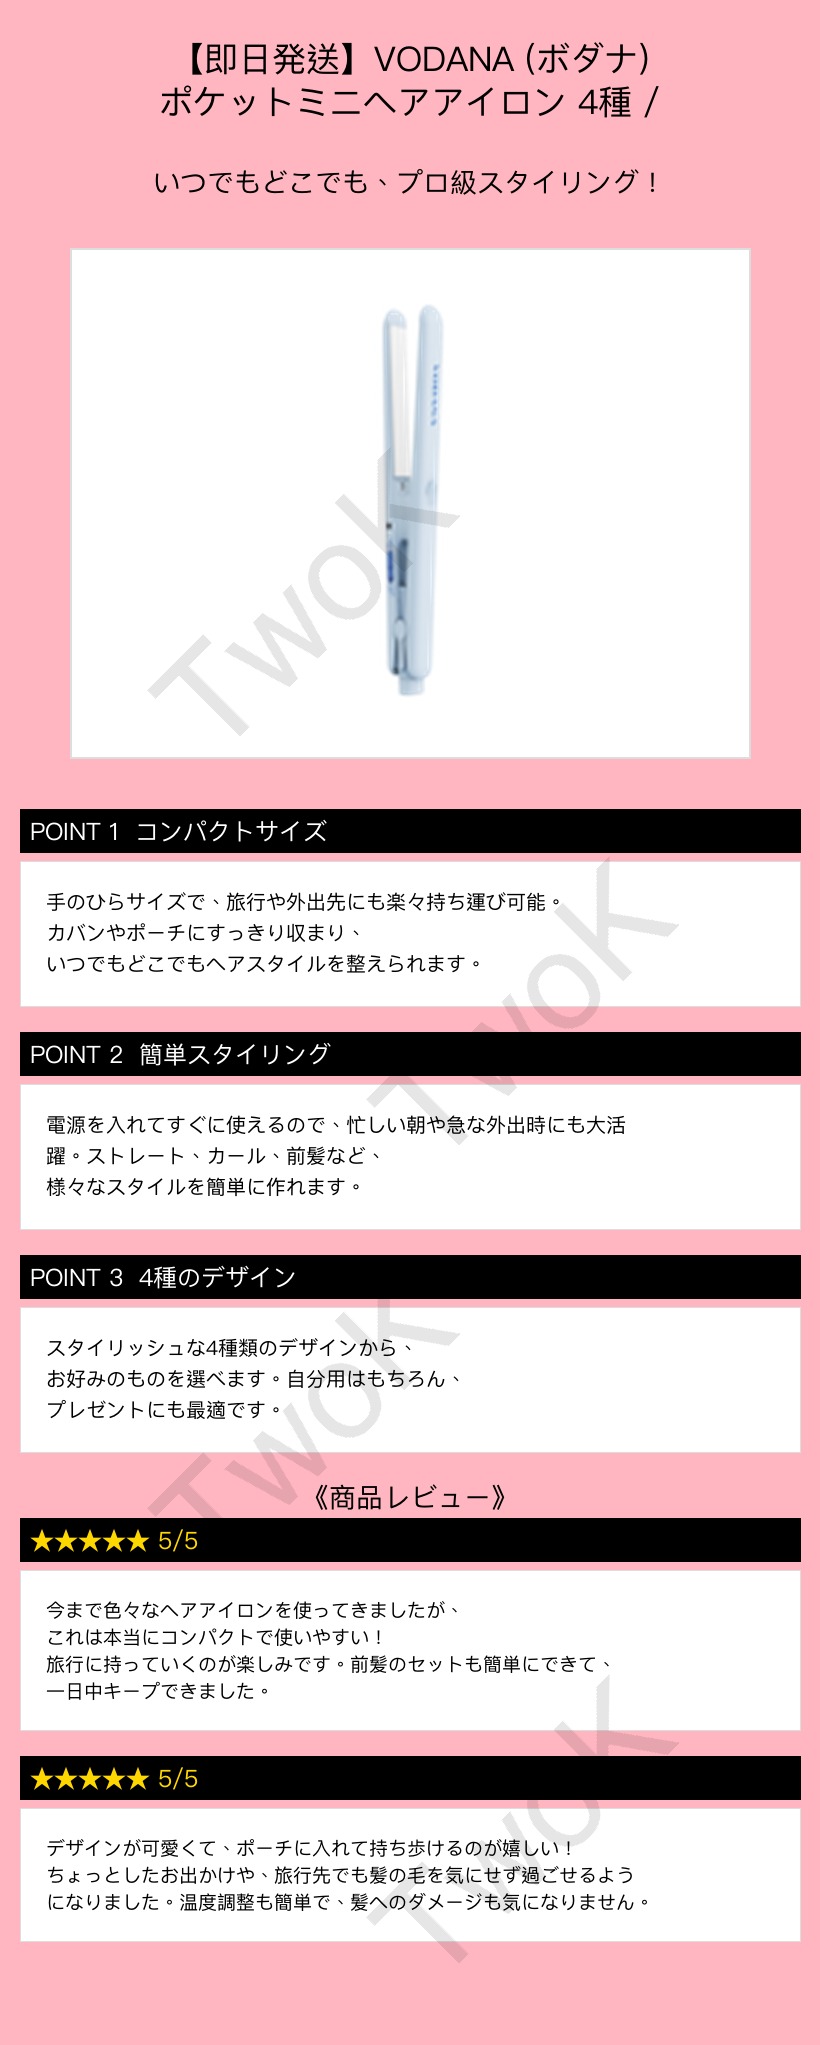 【即日発送】VODANA (ボダナ)
ポケットミニヘアアイロン 4種 /
いつでもどこでも、プロ級スタイリング！
TwoK
POINT 1 コンパクトサイズ
手のひらサイズで、旅行や外出先にも楽々持ち運び可能。
カバンやポーチにすっきり収まり、
いつでもどこでもヘアスタイルを整えられます。
TwoK
POINT 2 簡単スタイリング
電源を入れてすぐに使えるので、忙しい朝や急な外出時にも大活
躍。ストレート、カール、前髪など、
様々なスタイルを簡単に作れます。
POINT 3 4種のデザイン
スタイリッシュな4種類のデザインから、
お好みのものを選べます。自分用はもちろん、
プレゼントにも最適です。
TwoK
《商品レビュー》
★★★★★ 5/5
今まで色々なヘアアイロンを使ってきましたが、
これは本当にコンパクトで使いやすい！
旅行に持っていくのが楽しみです。前髪のセットも簡単にできて、
一日中キープできました。
★★★★★ 5/5
デザインが可愛くて、ポーチに入れて持ち歩けるのが嬉しい！
ちょっとしたお出かけや、旅行先でも髪の毛を気にせず過ごせるよう
になりました。温度調整も簡単で、髪へのダメージも気になりません。
TwoK